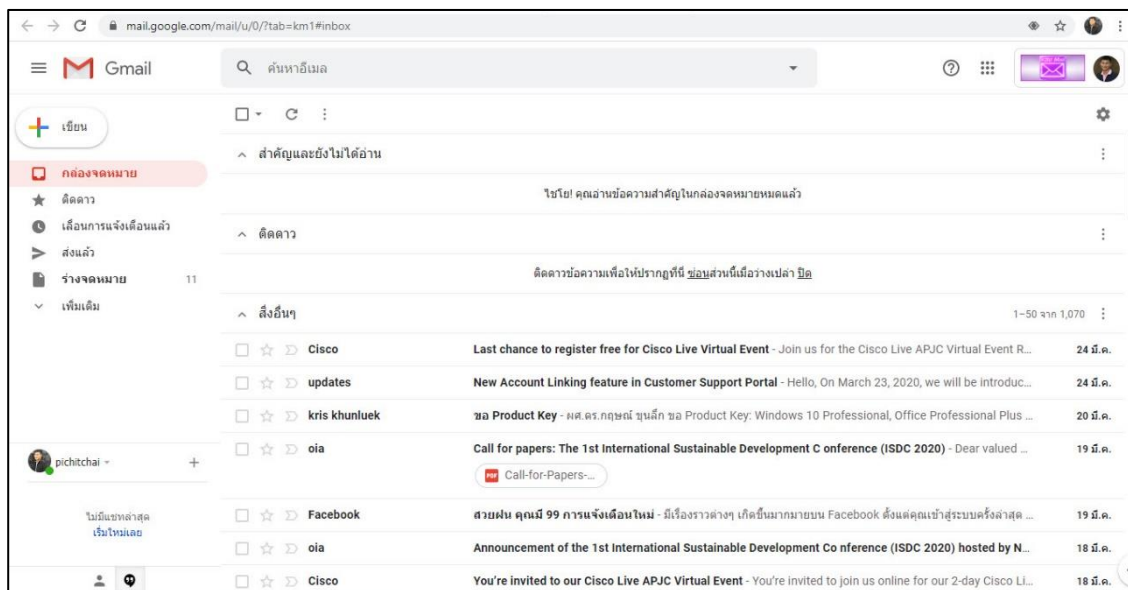 mail.google.com/mail/u/0/?tab=km1#inbox
Gmail
ค้นหาอีเมล
เขียน
กล่องจดหมาย
ติดดาว
เลื่อนการแจ้งเตือนแล้ว
ส่งแล้ว
ร่างจดหมาย 11
เพิ่มเติม
pichitchai
ไม่มีแชทล่าสุด
เริ่มใหม่เลย
สำคัญและยังไม่ได้อ่าน
ไชโย! คุณอ่านข้อความสำคัญในกล่องจดหมายหมดแล้ว
ติดดาว
ติดดาวข้อความเพื่อให้ปรากฏที่นี่ ซ่อนส่วนนี้เมื่อว่างเปล่า ปิด
สิ่งอื่นๆ 1–50 จาก 1,070
Cisco Last chance to register free for Cisco Live Virtual Event - Join us for the Cisco Live APJC Virtual Event R... 24 มี.ค.
updates New Account Linking feature in Customer Support Portal - Hello, On March 23, 2020, we will be introduc... 24 มี.ค.
kris khunluek ขอ Product Key - ผศ.ดร.กฤษณ์ ขุนลึก ขอ Product Key: Windows 10 Professional, Office Professional Plus ... 20 มี.ค.
oia Call for papers: The 1st International Sustainable Development C onference (ISDC 2020) - Dear valued ... 19 มี.ค.
PDF Call-for-Papers-...
Facebook สวยฝน คุณมี 99 การแจ้งเตือนใหม่ - มีเรื่องราวต่างๆ เกิดขึ้นมากมายบน Facebook ตั้งแต่คุณเข้าสู่ระบบครั้งล่าสุด ... 19 มี.ค.
oia Announcement of the 1st International Sustainable Development Co nference (ISDC 2020) hosted by N... 18 มี.ค.
Cisco You're invited to our Cisco Live APJC Virtual Event - You're invited to join us online for our 2-day Cisco Li... 18 มี.ค.